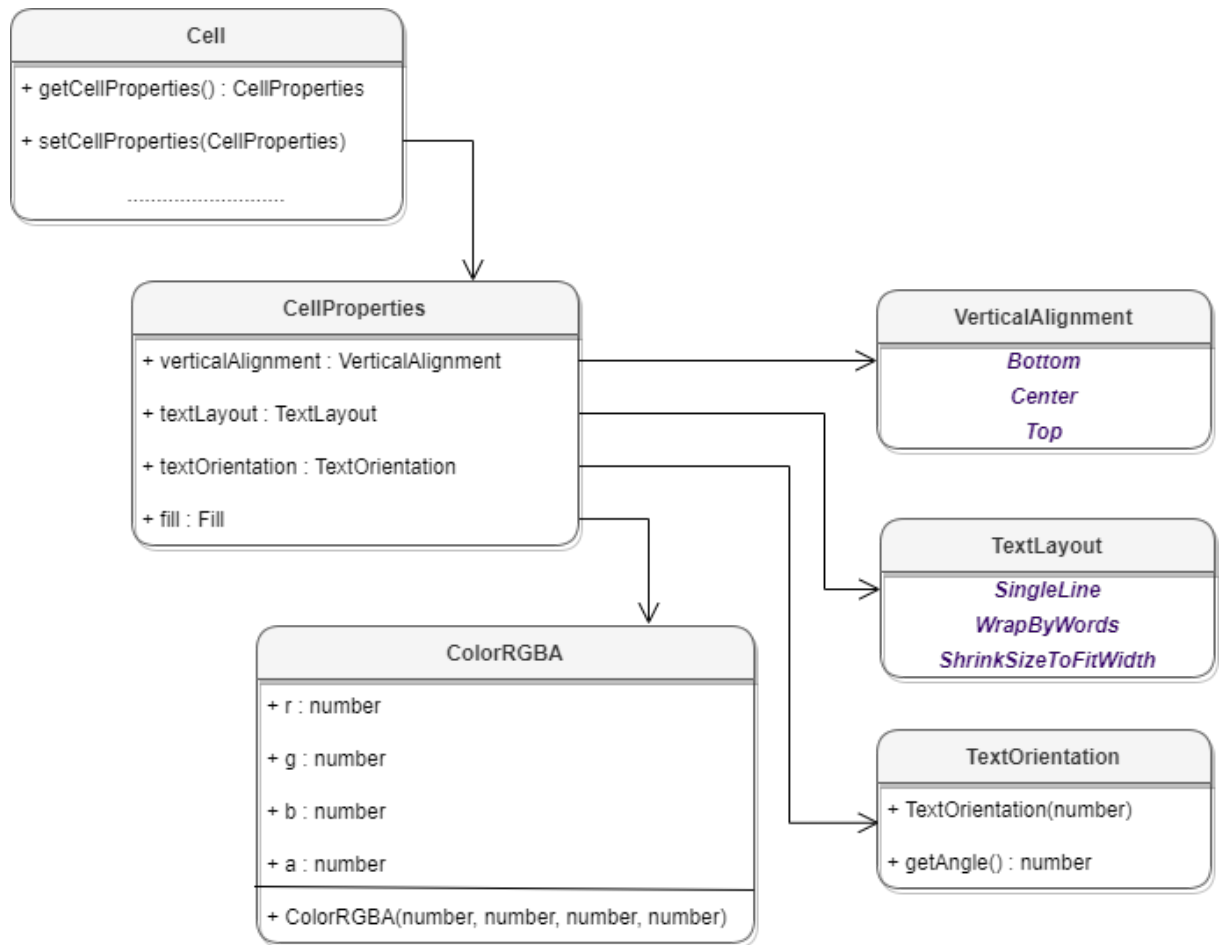 Cell
+ getCellProperties() : CellProperties
+ setCellProperties(CellProperties)
CellProperties
+ verticalAlignment : VerticalAlignment
+ textLayout : TextLayout
+ textOrientation : TextOrientation
+ fill : Fill
VerticalAlignment
Bottom
Center
Top
TextLayout
SingleLine
WrapByWords
ShrinkSizeToFitWidth
ColorRGBA
+ r : number
+ g : number
+ b : number
+ a : number
+ ColorRGBA(number, number, number, number)
TextOrientation
+ TextOrientation(number)
+ getAngle() : number